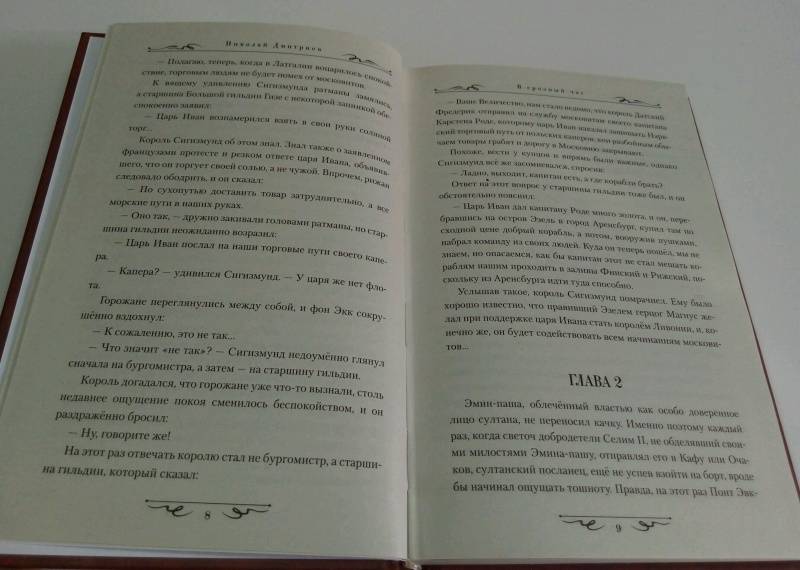 Николай Дмитриев
— Полагаю, теперь, когда в Латгалии воцарилось спокой-
ствие, торговым людям не будет помех от московитов.
К вящему удивлению Сигизмунда ратманы замялись,
а старшина Большой гильдии Гизе с некоторой запинкой обе-
спокоенно заявил:
— Царь Иван вознамерился взять в свои руки соляной
торг...
Король Сигизмунд об этом знал. Знал также о заявленном
французами протесте и резком ответе царя Ивана, объявив-
шего, что он торгует своей солью, а не чужой. Впрочем, рижан
следовало ободрить, и он сказал:
— Но сухопутью доставить товар затруднительно, а все
морские пути в наших руках.
— Оно так, — дружно закивали головами ратманы, но стар-
шина гильдии неожиданно возразил:
— Царь Иван послал на наши торговые пути своего капе-
ра.
— Капера? — удивился Сигизмунд. — У царя же нет фло-
та.
Горожане переглянулись между собой, и фон Экк сокру-
шённо вздохнул:
— К сожалению, это не так...
— Что значит «не так»? — Сигизмунд недоумённо глянул
сначала на бургомистра, а затем — на старшину гильдии.
Король догадался, что горожане уже что-то вызнали, столь
недавнее ощущение покоя сменилось беспокойством, и он
раздражённо бросил:
— Ну, говорите же!
На этот раз отвечать королю стал не бургомистр, а старши-
на гильдии, который сказал:
8
В грозный час
— Ваше Величество, нам стало ведомо, что король Датский
Фредерик отправил на службу московитам своего капитана
Карстена Роде, которому царь Иван наказал защищать Нарв-
ский торговый путь от польских каперов, кои разбойным обы-
чаем товары грабят и дорогу в Московию закрывают.
Похоже, вести у купцов и впрямь были важные, однако
Сигизмунд всё же засомневался, спросив:
— Ладно, выходит, капитан есть, а где корабли брать?
Ответ на этот вопрос у старшины гильдии тоже был, и он
обстоятельно пояснил:
— Царь Иван дал капитану Роде много золота, и он, пере-
бравшись на остров Эзель в город Аренсбург, купил там по
сходной цене добрый корабль, а потом, вооружив пушками,
набрал команду из своих людей. Куда он теперь пошёл, мы не
знаем, но опасаемся, как бы капитан этот не стал мешать ко-
раблям нашим проходить в заливы Финский и Рижский, по-
скольку из Аренсбурга идти туда способно.
Услышав такое, король Сигизмунд помрачнел. Ему было
хорошо известно, что правивший Эзелем герцог Магнус же-
лал при поддержке царя Ивана стать королём Ливонии, и, ко-
нечно же, он будет содействовать всем начинаниям москови-
тов...
ГЛАВА 2
Эмин-паша, облечённый властью как особо доверенное
лицо султана, не переносил качку. Именно поэтому каждый
раз, когда светоч добродетели Селим II, не обделявший свои-
ми милостями Эмина-пашу, отправлял его в Кафу или Оча-
ков, султанский посланец, ещё не успев взойти на борт, вроде
бы начинал ощущать тошноту. Правда, на этот раз Понт Эвк-
9